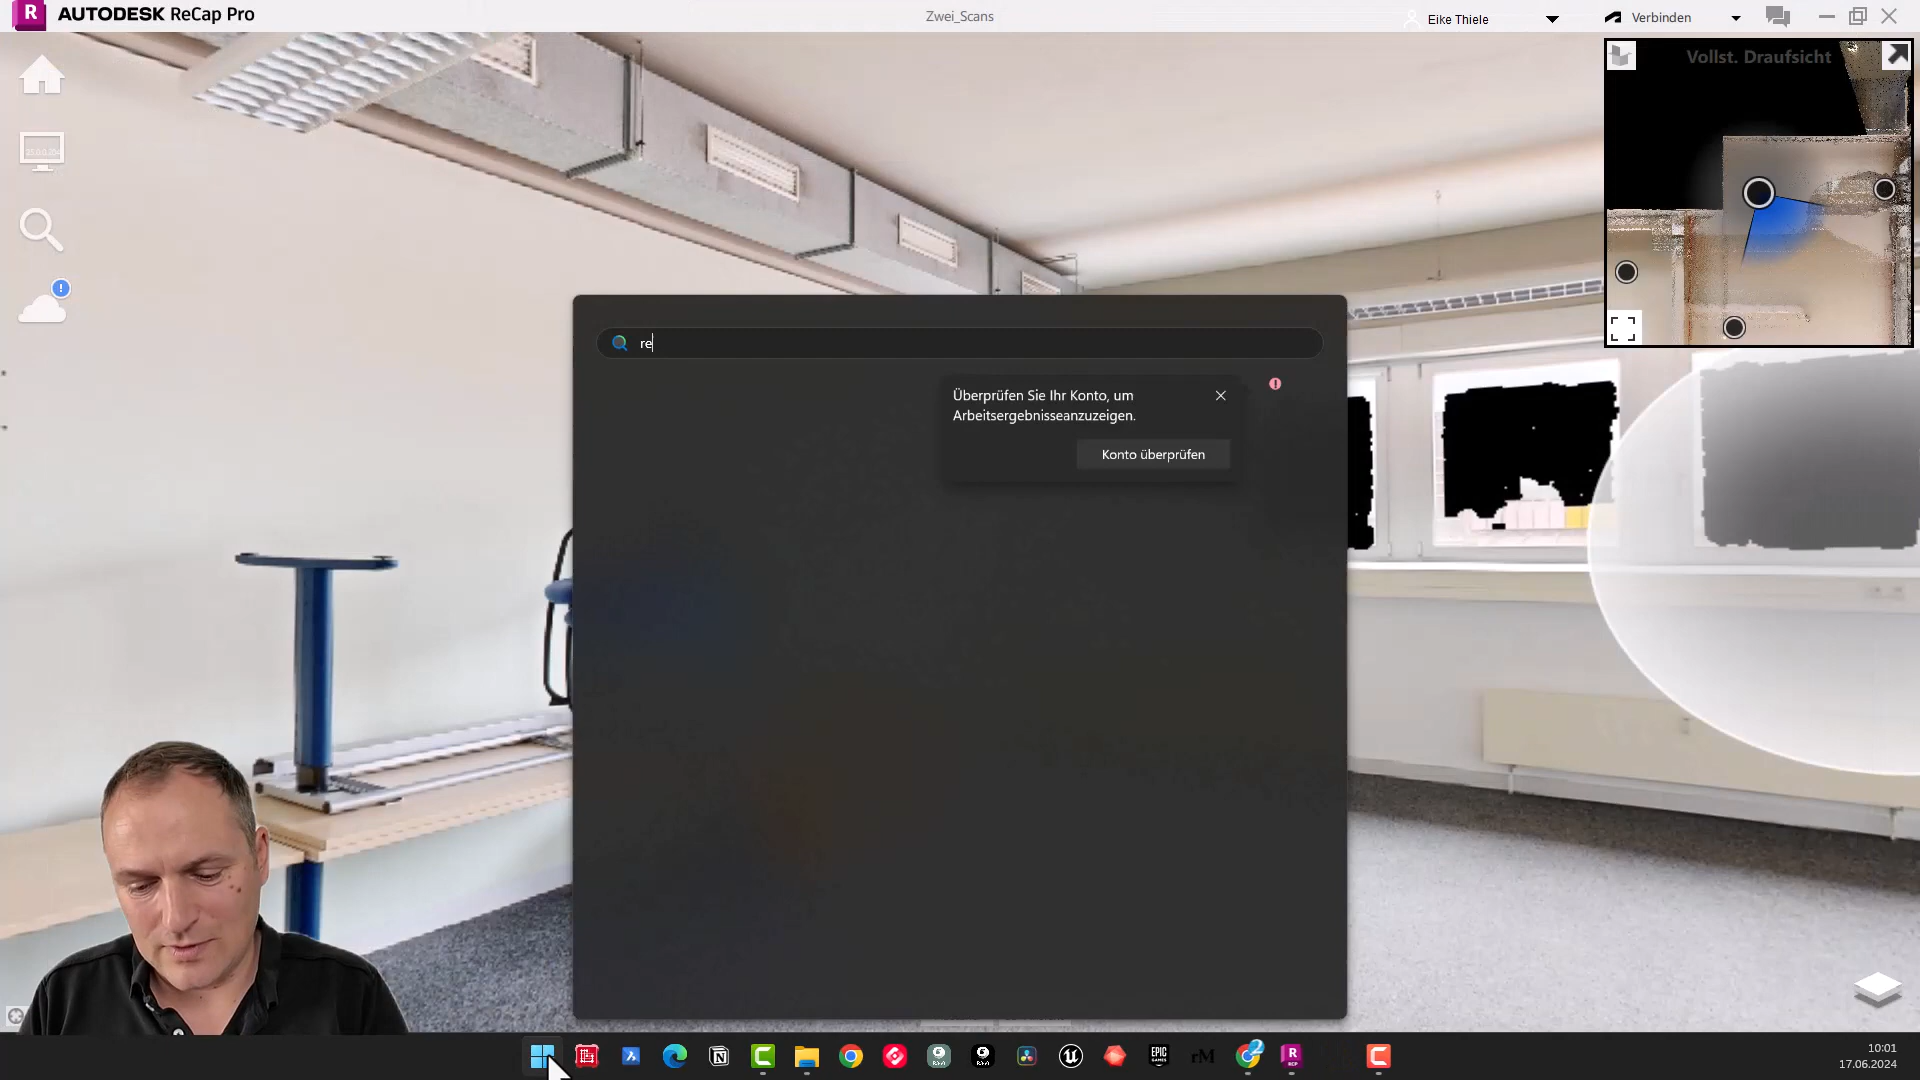 AUTODESK ReCap Pro
Zwei_Scans
Eike Thiele
Verbinden
Vollst. Draufsicht
re
Überprüfen Sie Ihr Konto, um
Arbeitsergebnisseanzuzeigen.
Konto überprüfen
10:01
17.06.2024